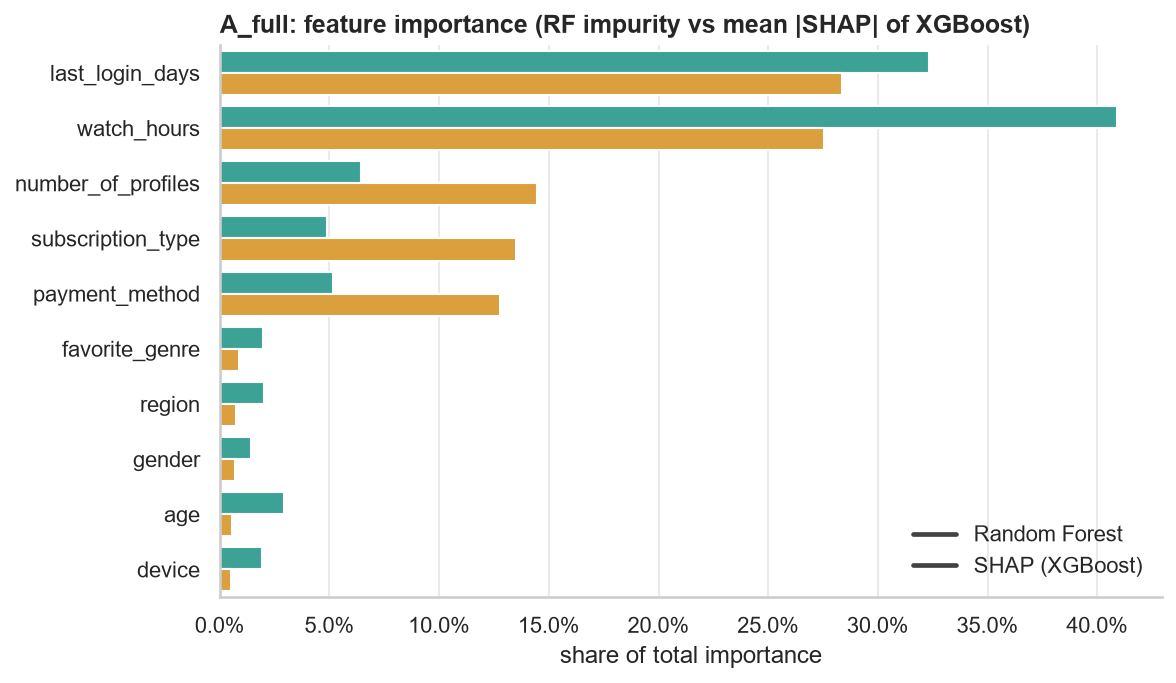 A_full: feature importance (RF impurity vs mean |SHAP| of XGBoost)
last_login_days
watch_hours
number_of_profiles
subscription_type
payment_method
favorite_genre
region
gender
age
device
Random Forest
SHAP (XGBoost)
0.0% 5.0% 10.0% 15.0% 20.0% 25.0% 30.0% 35.0% 40.0%
share of total importance